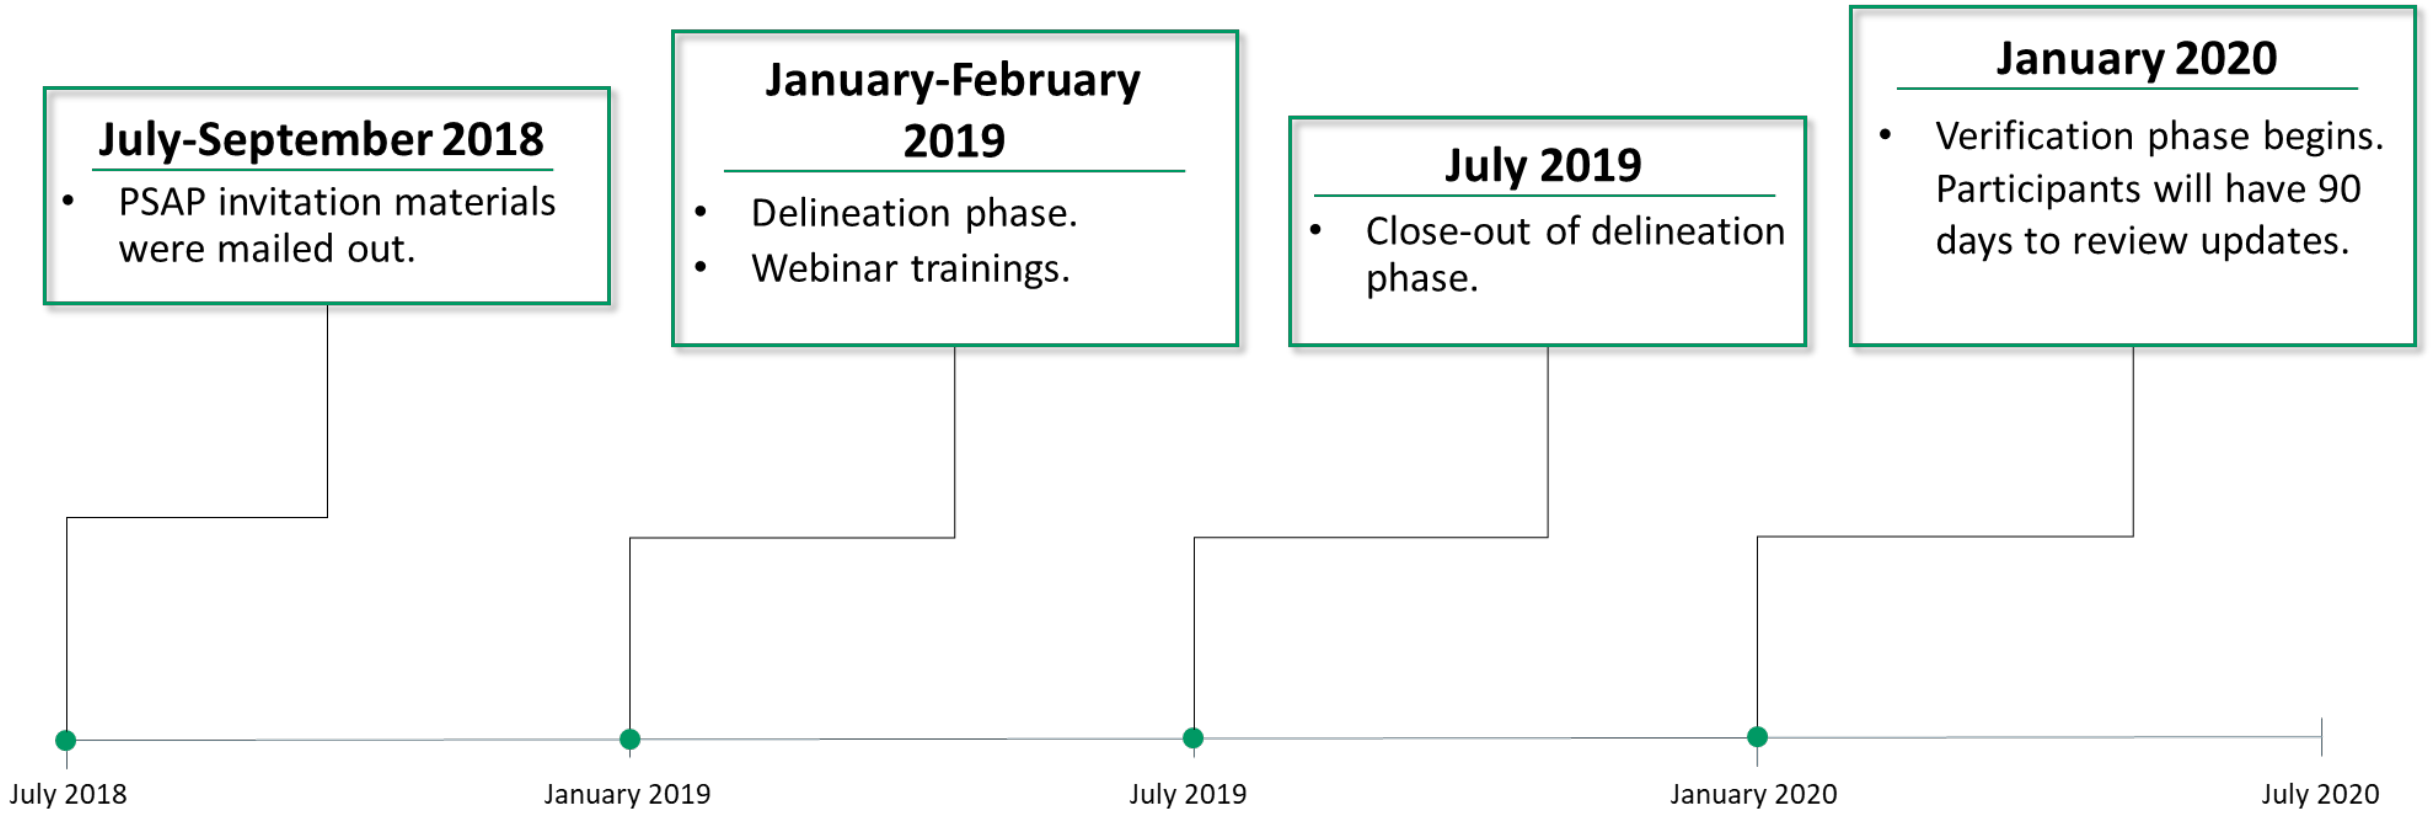 July-September 2018
• PSAP invitation materials
were mailed out.
January-February
2019
• Delineation phase.
• Webinar trainings.
July 2019
• Close-out of delineation
phase.
January 2020
• Verification phase begins.
Participants will have 90
days to review updates.
July 2018
January 2019
July 2019
January 2020
July 2020